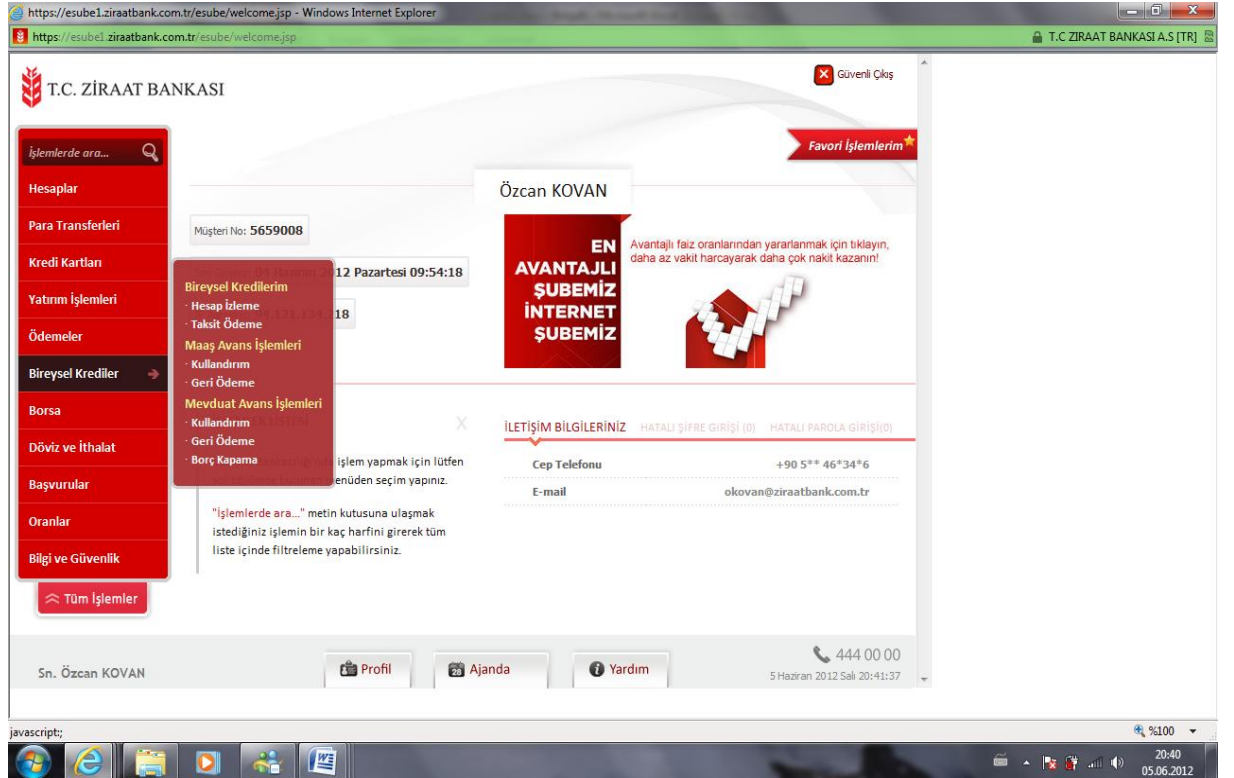 https://esube1.ziraatbank.com.tr/esube/welcome.jsp - Windows Internet Explorer
https://esube1.ziraatbank.com.tr/esube/welcome.jsp
T.C ZIRAAT BANKASI A.S [TR]
T.C. ZİRAAT BANKASI
Güvenli Çıkış
İşlemlerde ara...
Favori İşlemlerim
Hesaplar
Para Transferleri
Kredi Kartları
Yatırım İşlemleri
Ödemeler
Bireysel Krediler
Borsa
Döviz ve İthalat
Başvurular
Oranlar
Bilgi ve Güvenlik
Tüm İşlemler
Özcan KOVAN
Müşteri No: 5659008
2012 Pazartesi 09:54:18
218
Bireysel Kredilerim
· Hesap İzleme
· Taksit Ödeme
Maaş Avans İşlemleri
· Kullandırım
· Geri Ödeme
Mevduat Avans İşlemleri
· Kullandırım
· Geri Ödeme
· Borç Kapama
EN
AVANTAJLI
ŞUBEMİZ
İNTERNET
ŞUBEMİZ
Avantajlı faiz oranlarından yararlanmak için tıklayın,
daha az vakit harcayarak daha çok nakit kazanın!
X
işlem yapmak için lütfen
menüden seçim yapınız.
"İşlemlerde ara..." metin kutusuna ulaşmak
istediğiniz işlemin bir kaç harfini girerek tüm
liste içinde filtreleme yapabilirsiniz.
İLETİŞİM BİLGİLERİNİZ HATALI ŞİFRE GİRİŞİ (0) HATALI PAROLA GİRİŞİ(0)
Cep Telefonu +90 5** 46*34*6
E-mail okovan@ziraatbank.com.tr
Sn. Özcan KOVAN
Profil
28 Ajanda
Yardım
444 00 00
5 Haziran 2012 Salı 20:41:37
javascript:;
%100
20:40
05.06.2012